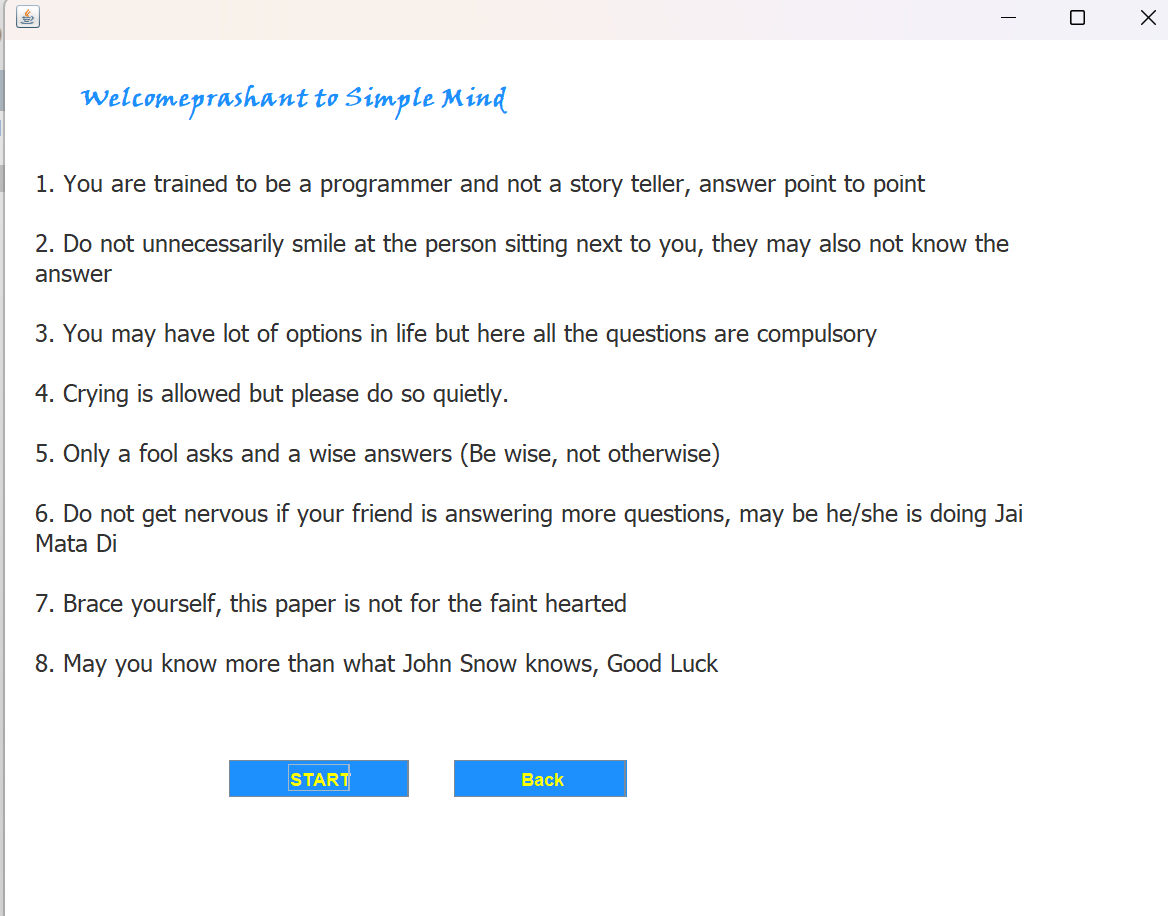 Welcomeprashant to Simple Mind
1. You are trained to be a programmer and not a story teller, answer point to point
2. Do not unnecessarily smile at the person sitting next to you, they may also not know the
answer
3. You may have lot of options in life but here all the questions are compulsory
4. Crying is allowed but please do so quietly.
5. Only a fool asks and a wise answers (Be wise, not otherwise)
6. Do not get nervous if your friend is answering more questions, may be he/she is doing Jai
Mata Di
7. Brace yourself, this paper is not for the faint hearted
8. May you know more than what John Snow knows, Good Luck
START Back